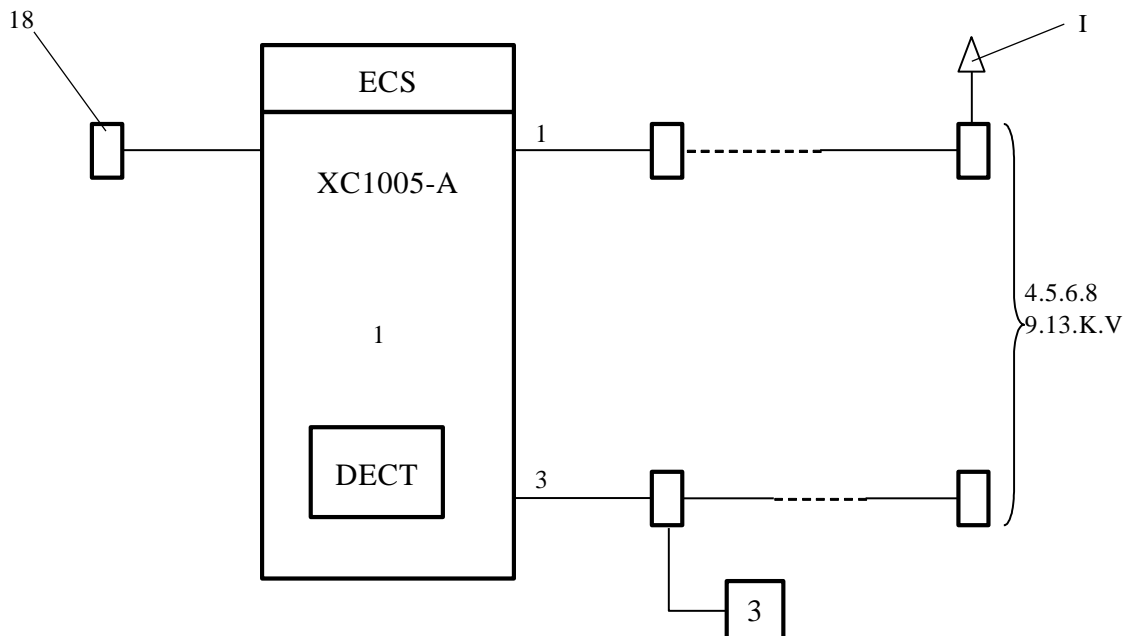 18
I
ECS
1
XC1005-A
4.5.6.8
9.13.K.V
1
DECT
3
3